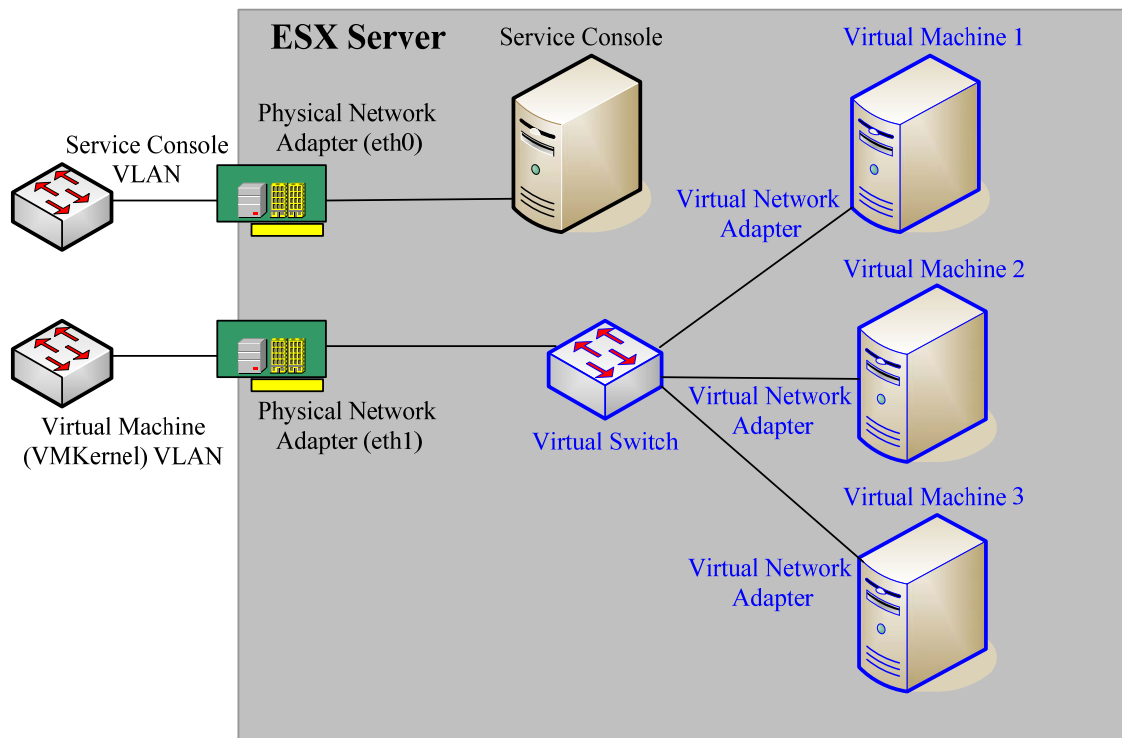 ESX Server
Service Console
Virtual Machine 1
Physical Network
Adapter (eth0)
Service Console
VLAN
Virtual Network
Adapter
Virtual Machine 2
Physical Network
Adapter (eth1)
Virtual Machine
(VMKernel) VLAN
Virtual Switch
Virtual Network
Adapter
Virtual Machine 3
Virtual Network
Adapter